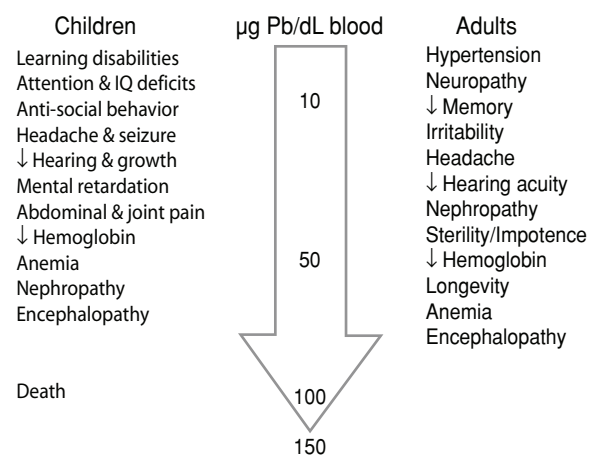 Children
µg Pb/dL blood
Adults
Learning disabilities
Attention & IQ deficits
Anti-social behavior
Headache & seizure
↓ Hearing & growth
Mental retardation
Abdominal & joint pain
↓ Hemoglobin
Anemia
Nephropathy
Encephalopathy
Death
10
50
100
150
Hypertension
Neuropathy
↓ Memory
Irritability
Headache
↓ Hearing acuity
Nephropathy
Sterility/Impotence
↓ Hemoglobin
Longevity
Anemia
Encephalopathy